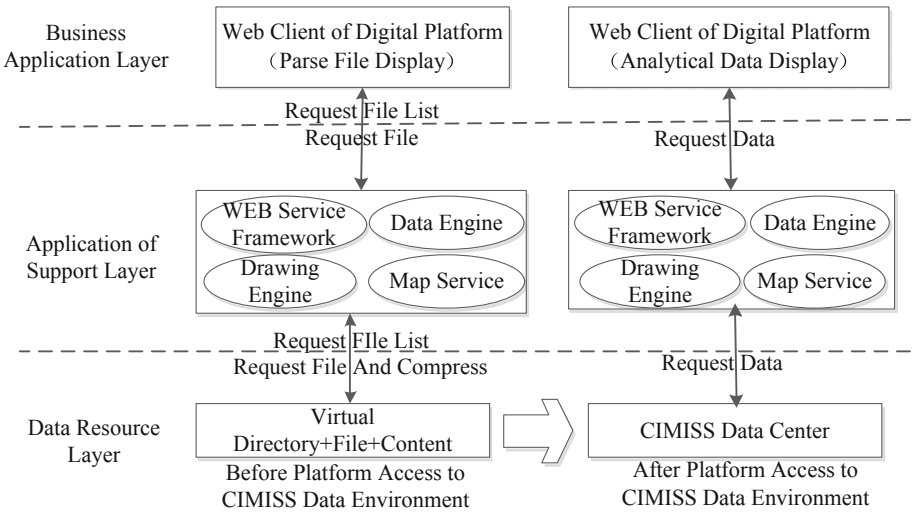 Business
Application Layer
Web Client of Digital Platform
（Parse File Display）
Web Client of Digital Platform
（Analytical Data Display）
Request File List
Request File
Request Data
Application of
Support Layer
WEB Service
Framework
Data Engine
Drawing
Engine
Map Service
WEB Service
Framework
Data Engine
Drawing
Engine
Map Service
Request FIle List
Request File And Compress
Request Data
Data Resource
Layer
Virtual
Directory+File+Content
CIMISS Data Center
Before Platform Access to
CIMISS Data Environment
After Platform Access to
CIMISS Data Environment